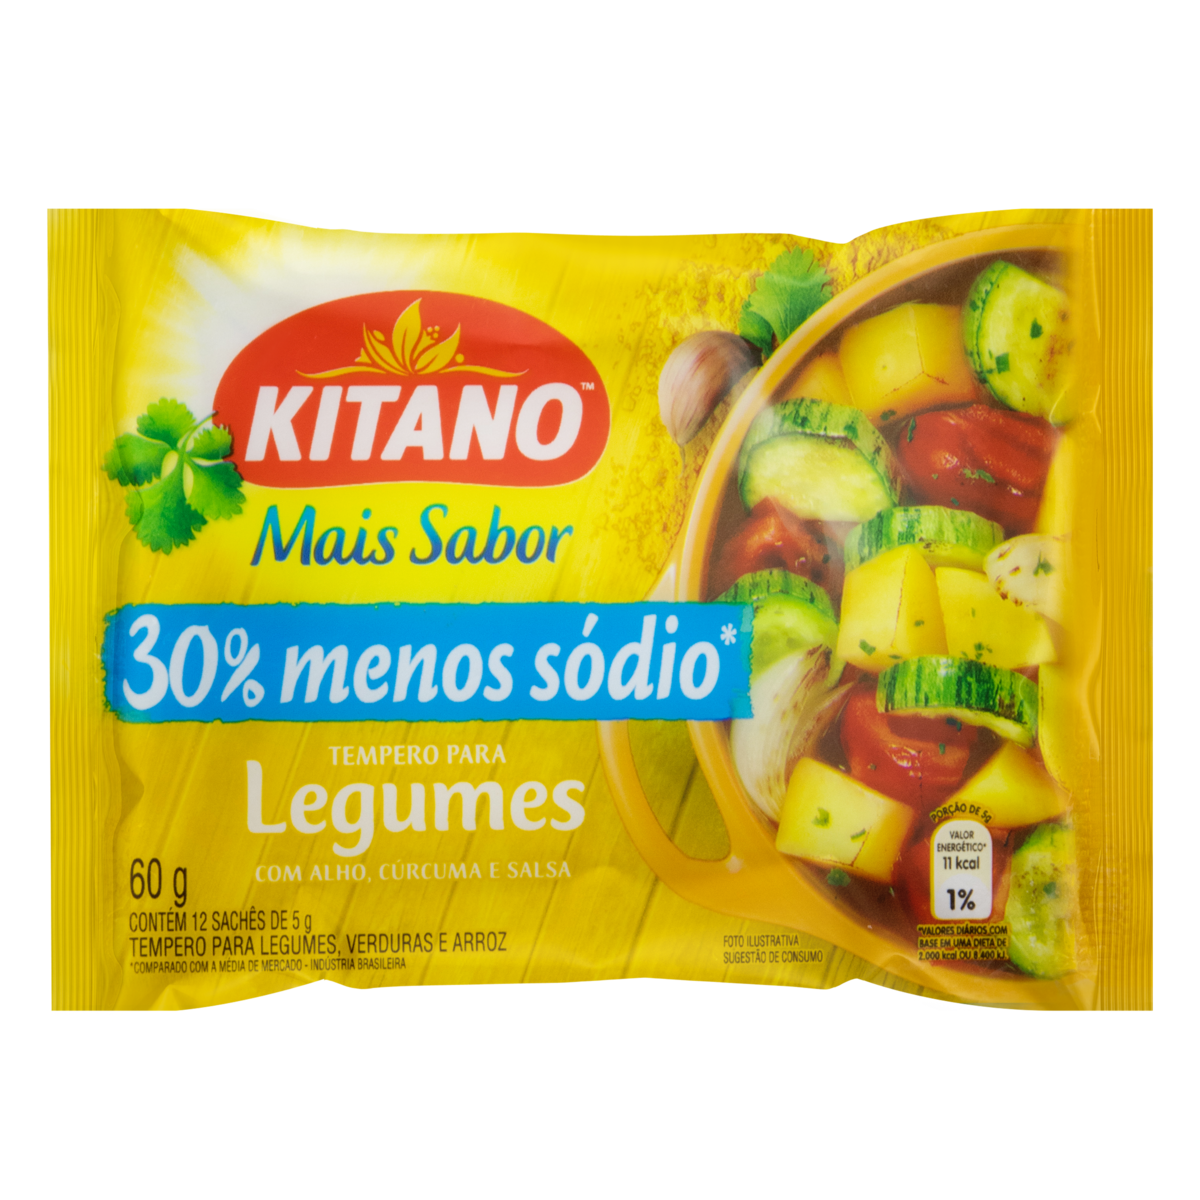 KITANO™
Mais Sabor
30% menos sódio*
TEMPERO PARA
Legumes
COM ALHO, CÚRCUMA E SALSA
60 g
CONTÉM 12 SACHÊS DE 5 g
TEMPERO PARA LEGUMES, VERDURAS E ARROZ
*COMPARADO COM A MÉDIA DE MERCADO - INDÚSTRIA BRASILEIRA
FOTO ILUSTRATIVA
SUGESTÃO DE CONSUMO
PORÇÃO DE 5g
VALOR
ENERGÉTICO*
11 kcal
1%
*VALORES DIÁRIOS COM
BASE EM UMA DIETA DE
2.000 kcal OU 8.400 kJ.